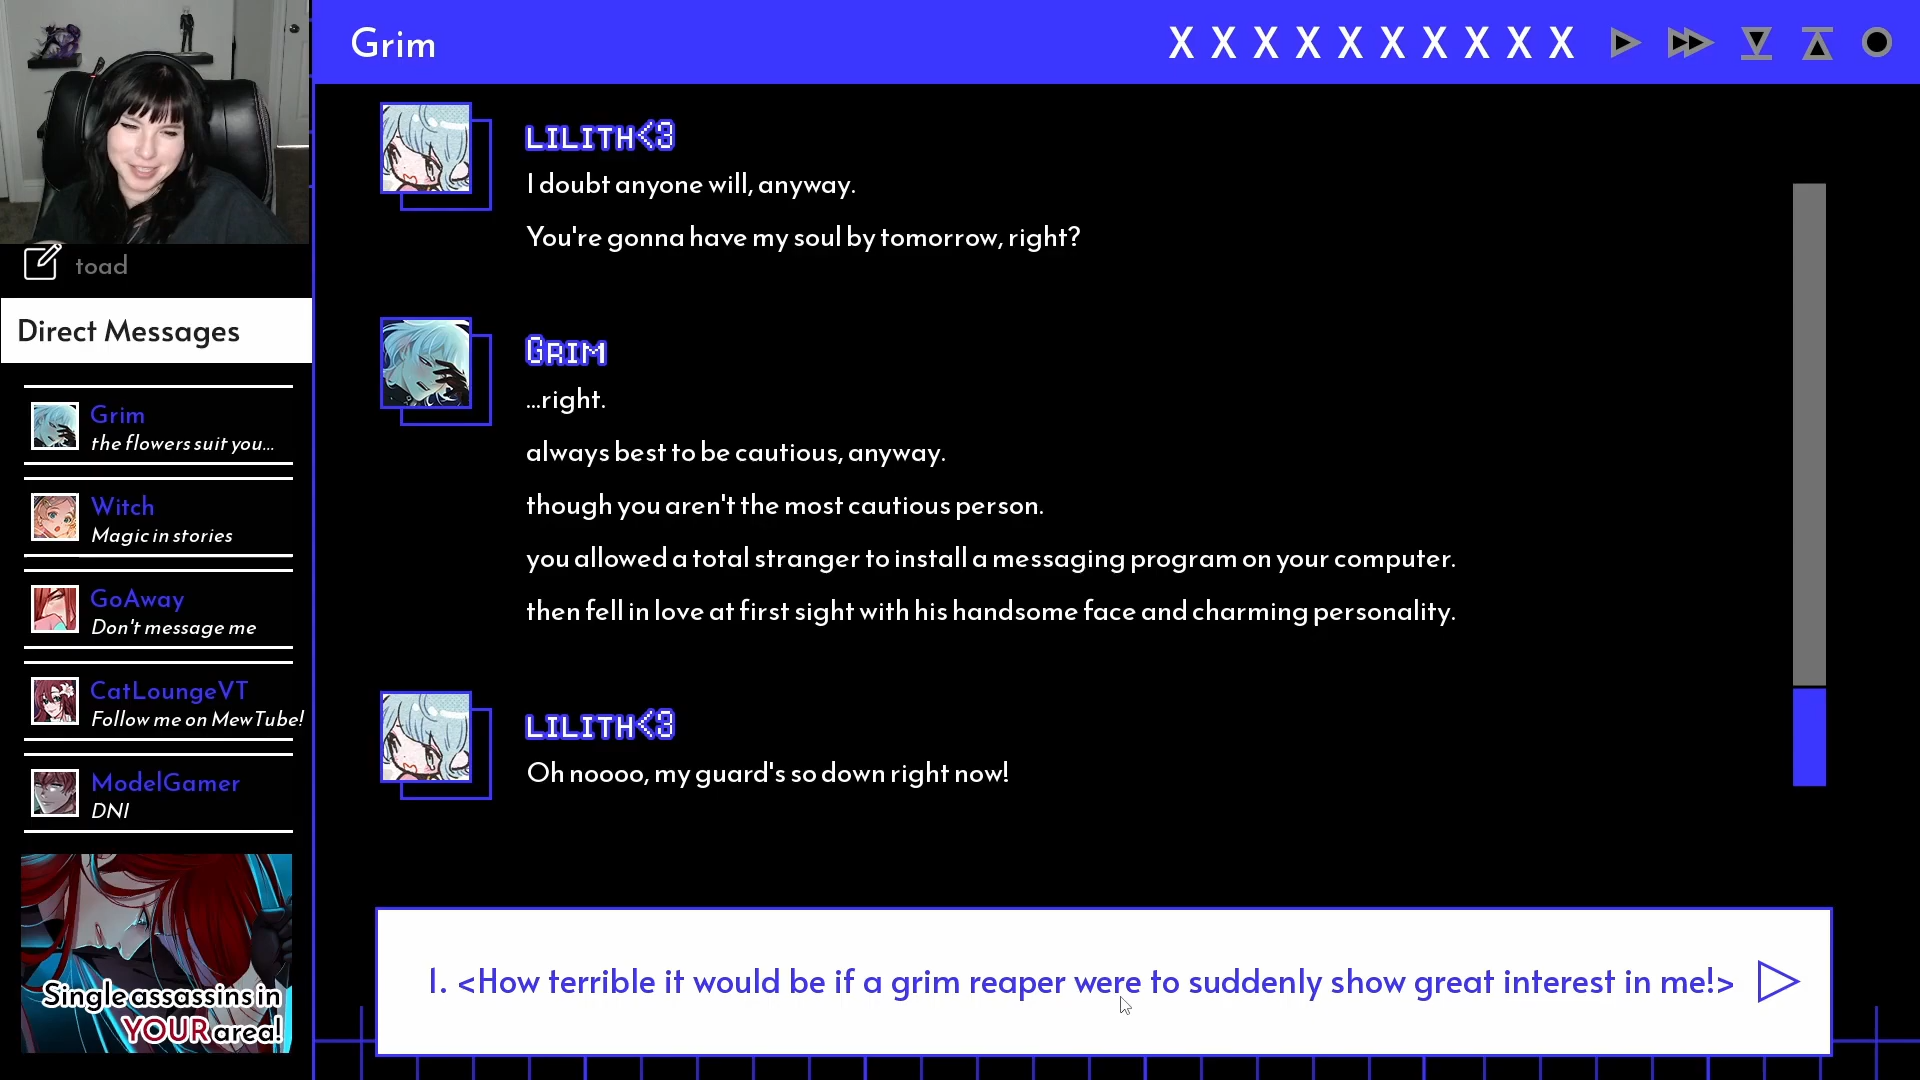 Grim
X X X X X X X X X X
toad
Direct Messages
Grim
the flowers suit you...
Witch
Magic in stories
GoAway
Don't message me
CatLoungeVT
Follow me on MewTube!
ModelGamer
DNI
Single assassins in
YOUR area!
LILITH<3
I doubt anyone will, anyway.
You're gonna have my soul by tomorrow, right?
GRIM
...right.
always best to be cautious, anyway.
though you aren't the most cautious person.
you allowed a total stranger to install a messaging program on your computer.
then fell in love at first sight with his handsome face and charming personality.
LILITH<3
Oh noooo, my guard's so down right now!
1. <How terrible it would be if a grim reaper were to suddenly show great interest in me!>